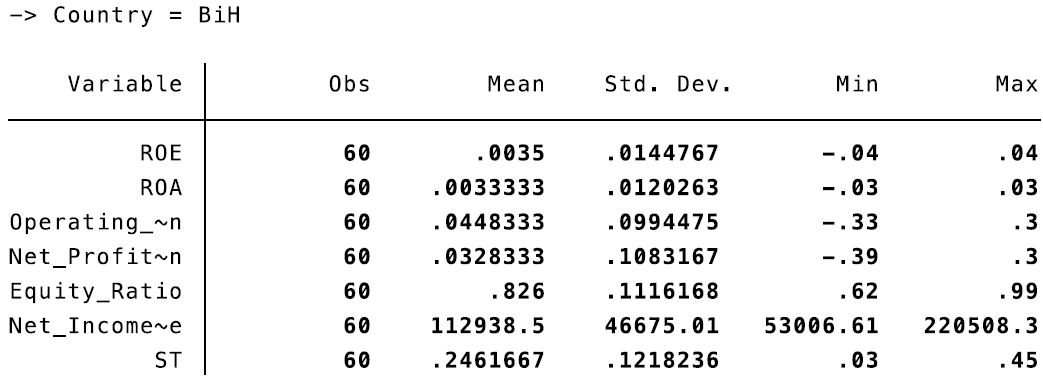 -> Country = BiH
Variable Obs Mean Std. Dev. Min Max
ROE 60 .0035 .0144767 -.04 .04
ROA 60 .0033333 .0120263 -.03 .03
Operating_~n 60 .0448333 .0994475 -.33 .3
Net_Profit~n 60 .0328333 .1083167 -.39 .3
Equity_Ratio 60 .826 .1116168 .62 .99
Net_Income~e 60 112938.5 46675.01 53006.61 220508.3
ST 60 .2461667 .1218236 .03 .45